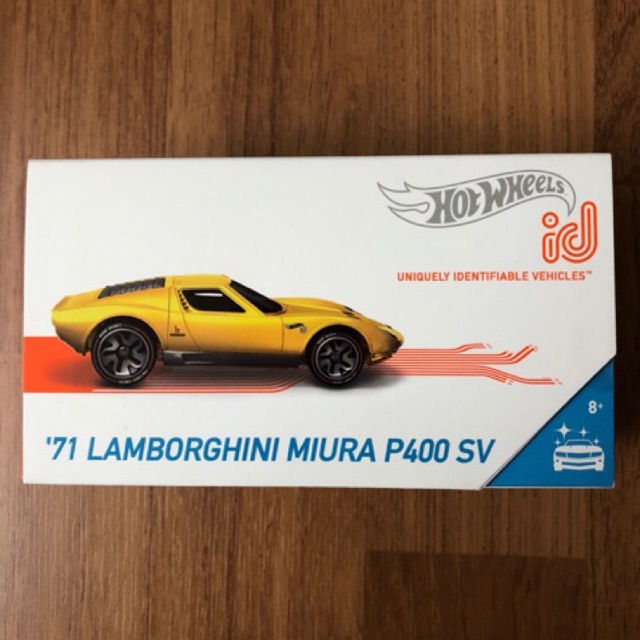 HOT WHEELS
id
UNIQUELY IDENTIFIABLE VEHICLES™
8+
'71 LAMBORGHINI MIURA P400 SV